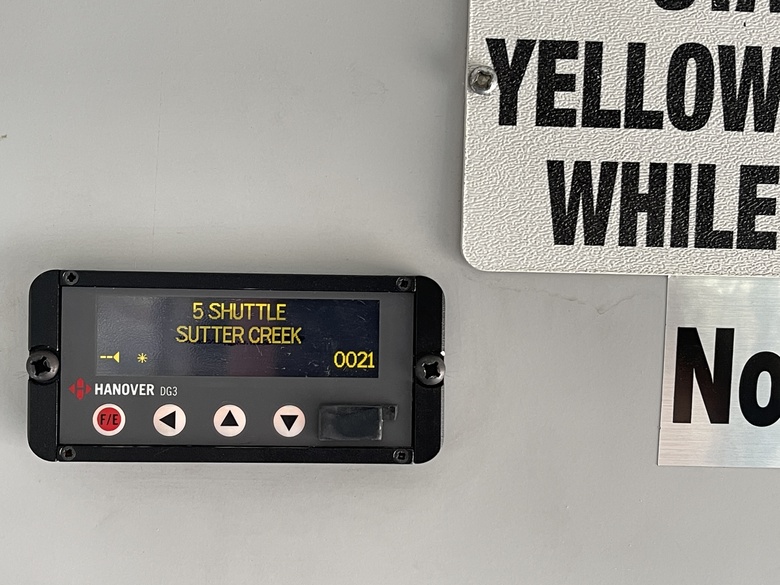 YELLOW
WHILE
No
5 SHUTTLE
SUTTER CREEK
0021
HANOVER DG3
F/E